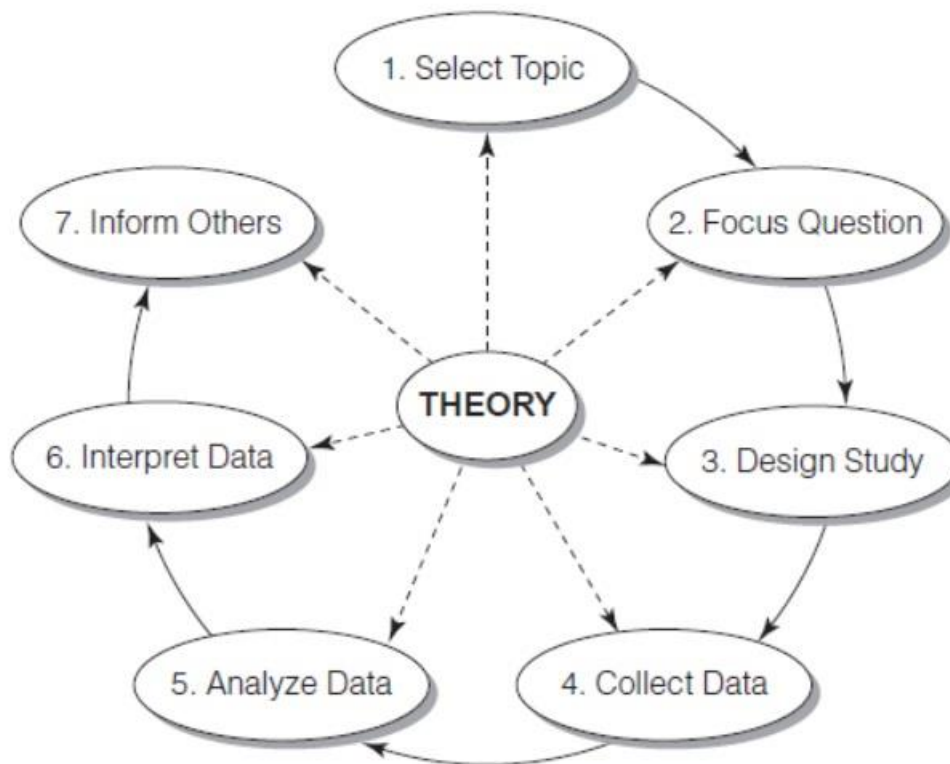 1. Select Topic
2. Focus Question
3. Design Study
4. Collect Data
5. Analyze Data
6. Interpret Data
7. Inform Others
THEORY